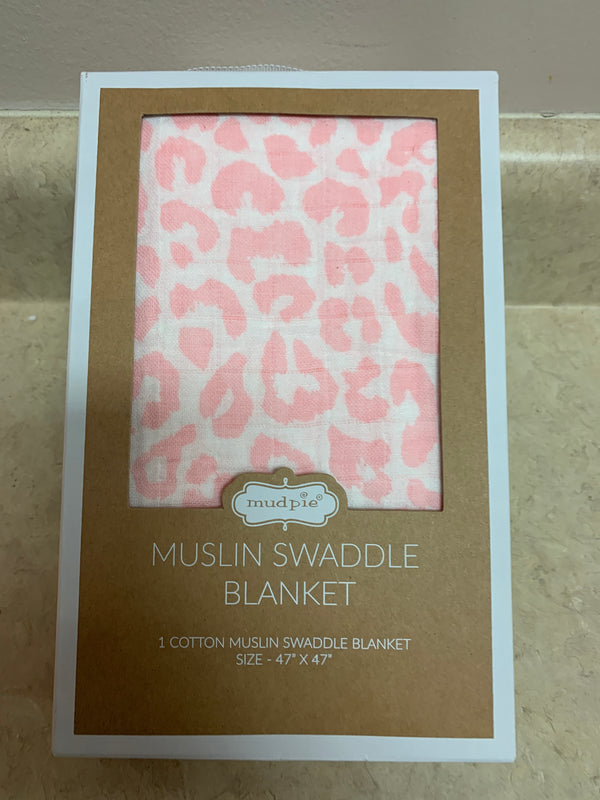 mudpie®
MUSLIN SWADDLE
BLANKET
1 COTTON MUSLIN SWADDLE BLANKET
SIZE - 47" X 47"